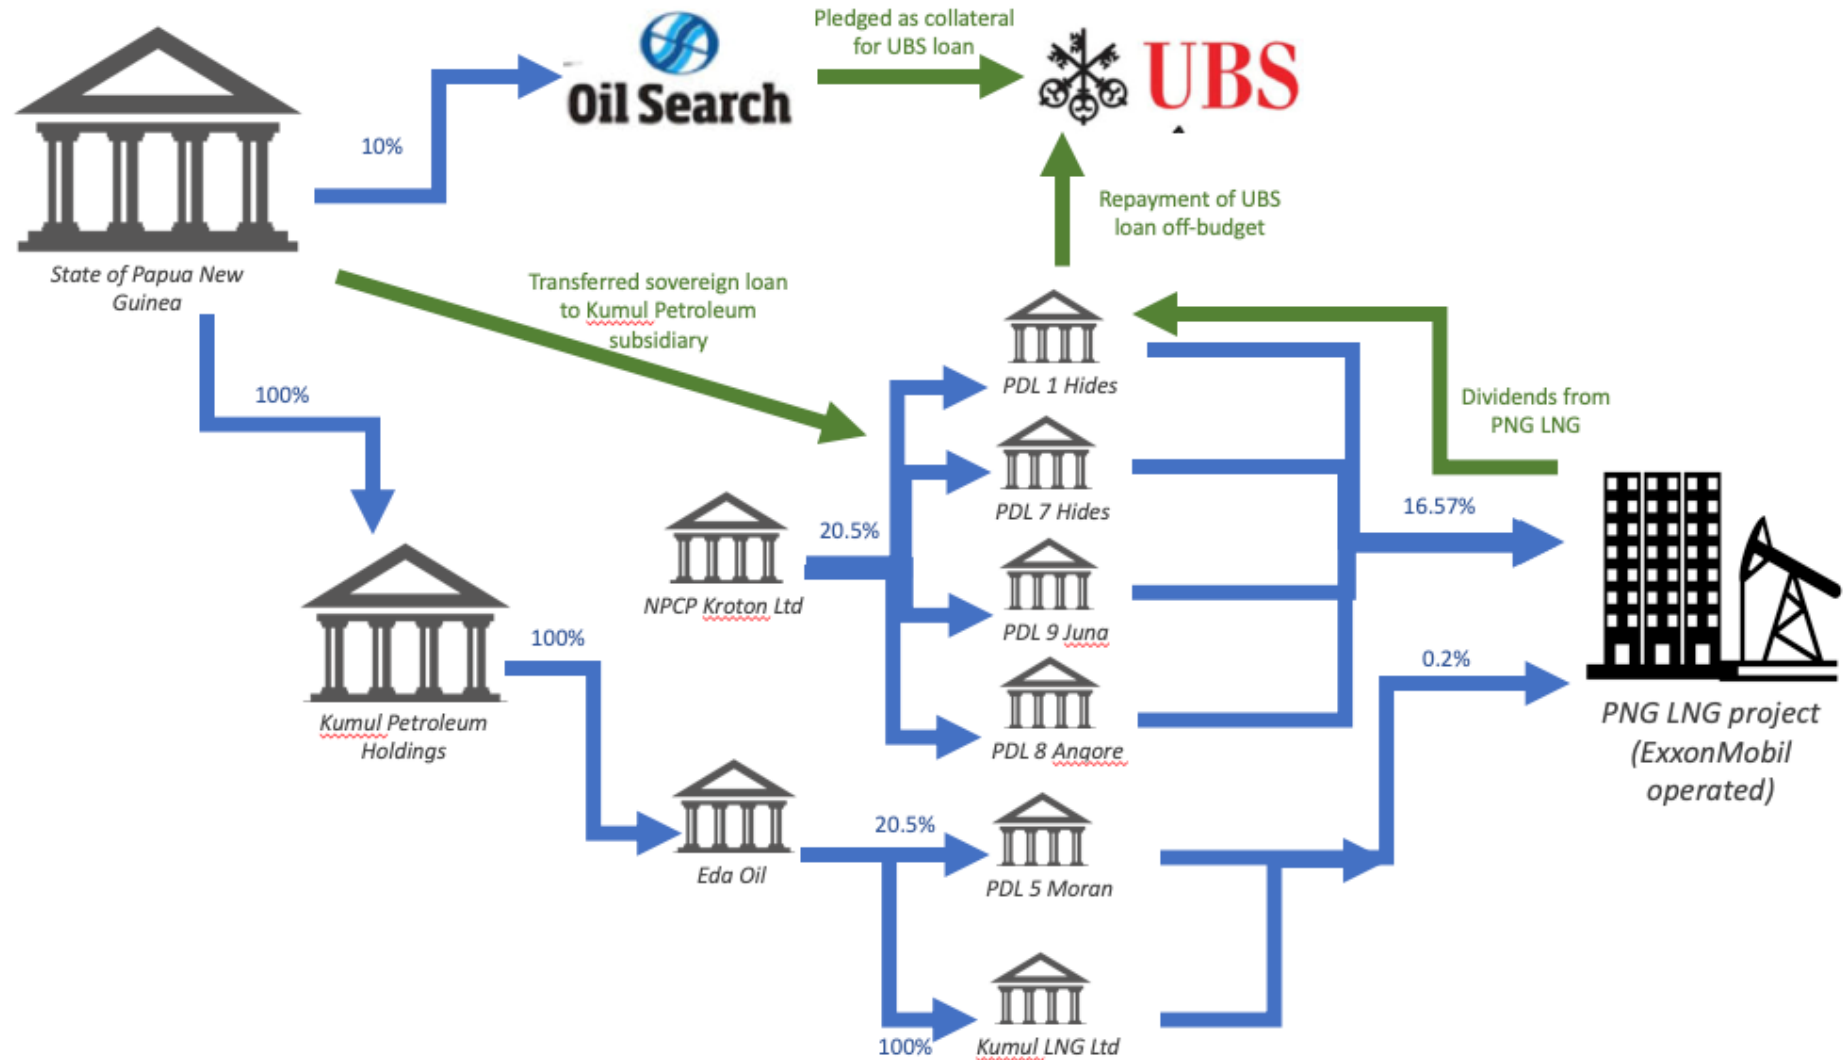 Pledged as collateral
for UBS loan
Oil Search
UBS
10%
Repayment of UBS
loan off-budget
State of Papua New
Guinea
Transferred sovereign loan
to Kumul Petroleum
subsidiary
PDL 1 Hides
100%
Dividends from
PNG LNG
PDL 7 Hides
16.57%
20.5%
NPCP Kroton Ltd
PDL 9 Juna
100%
0.2%
Kumul Petroleum
Holdings
PDL 8 Angore
PNG LNG project
(ExxonMobil
operated)
20.5%
Eda Oil
PDL 5 Moran
100%
Kumul LNG Ltd